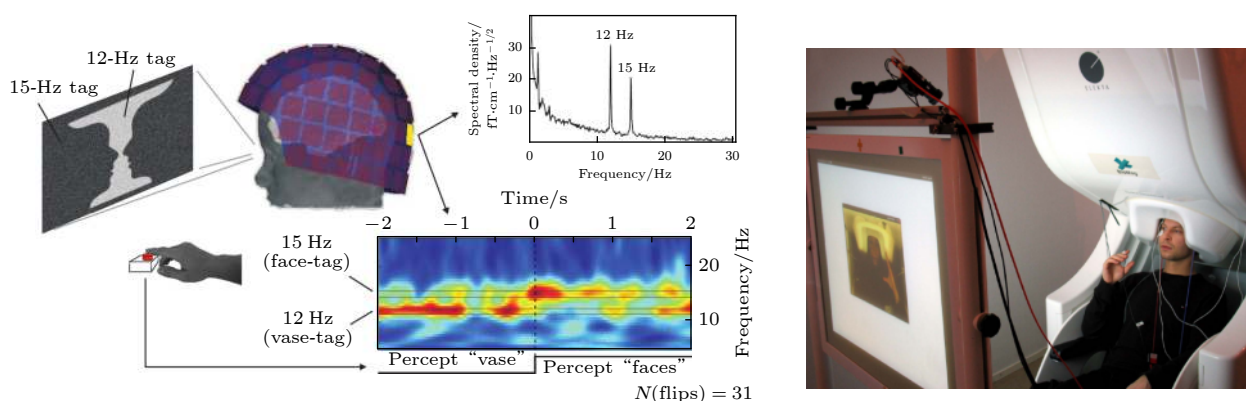 12-Hz tag
15-Hz tag
Spectral density/
fT·cm⁻¹·Hz⁻¹ᐟ²
30
20
10
12 Hz
15 Hz
0
10
20
30
Frequency/Hz
Time/s
−2
−1
0
1
2
15 Hz
(face-tag)
12 Hz
(vase-tag)
20
10
Frequency/Hz
Percept “vase”
Percept “faces”
N(flips) = 31
ELEKTA